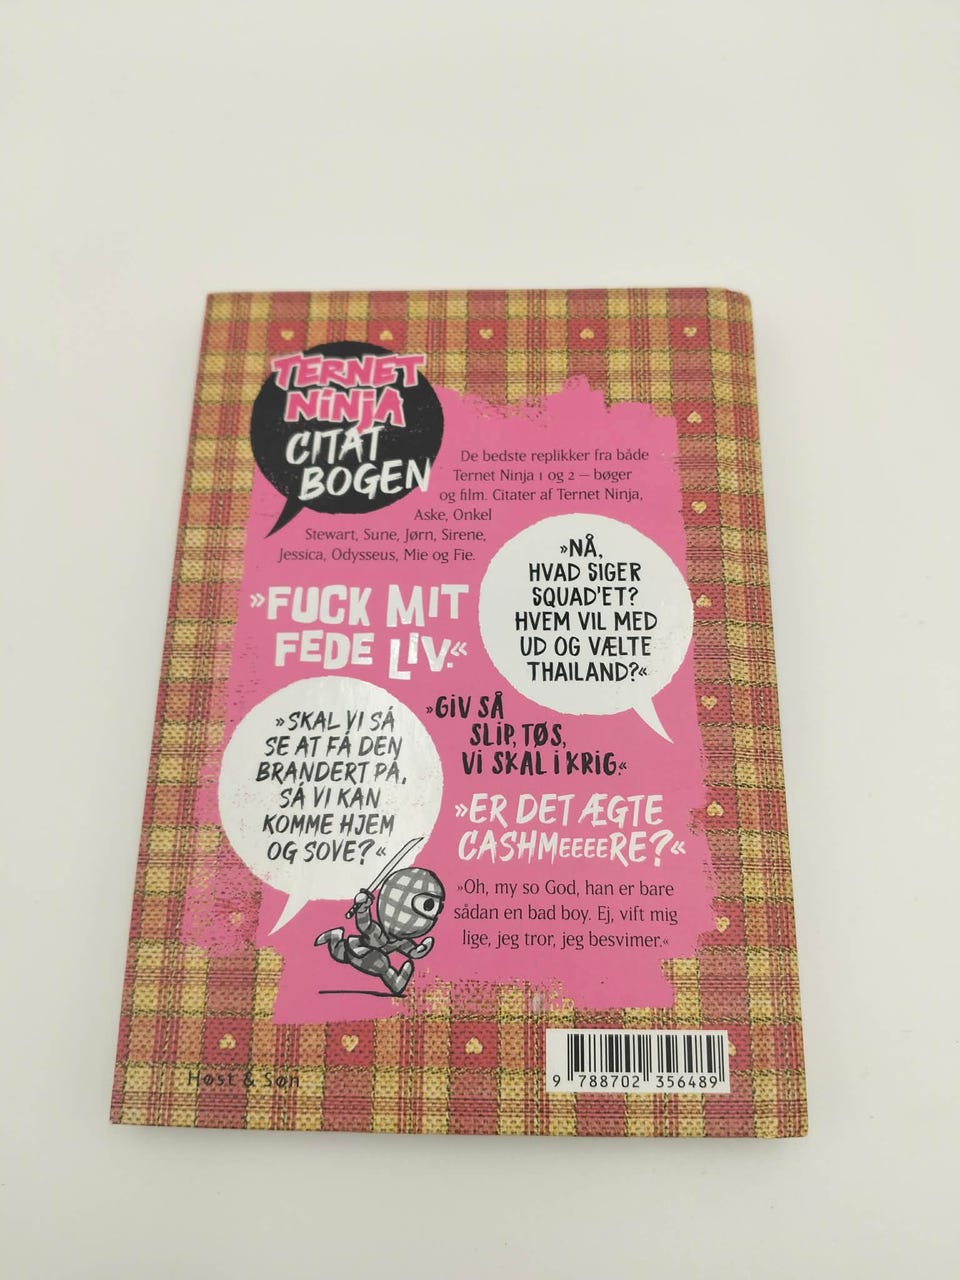 TERNET
NINJA
CITAT
BOGEN
De bedste replikker fra både
Ternet Ninja 1 og 2 – bøger
og film. Citater af Ternet Ninja,
Aske, Onkel
Stewart, Sune, Jørn, Sirene,
Jessica, Odysseus, Mie og Fie.
»NÅ,
HVAD SIGER
SQUAD'ET?
HVEM VIL MED
UD OG VÆLTE
THAILAND?«
»FUCK MIT
FEDE LIV.«
»SKAL VI SÅ
SE AT FÅ DEN
BRANDERT PÅ,
SÅ VI KAN
KOMME HJEM
OG SOVE?«
»GIV SÅ
SLIP, TØS,
VI SKAL I KRIG.«
»ER DET ÆGTE
CASHMEEEERE?«
»Oh, my so God, han er bare
sådan en bad boy. Ej, vift mig
lige, jeg tror, jeg besvimer.«
Høst & Søn
9 788702 356489